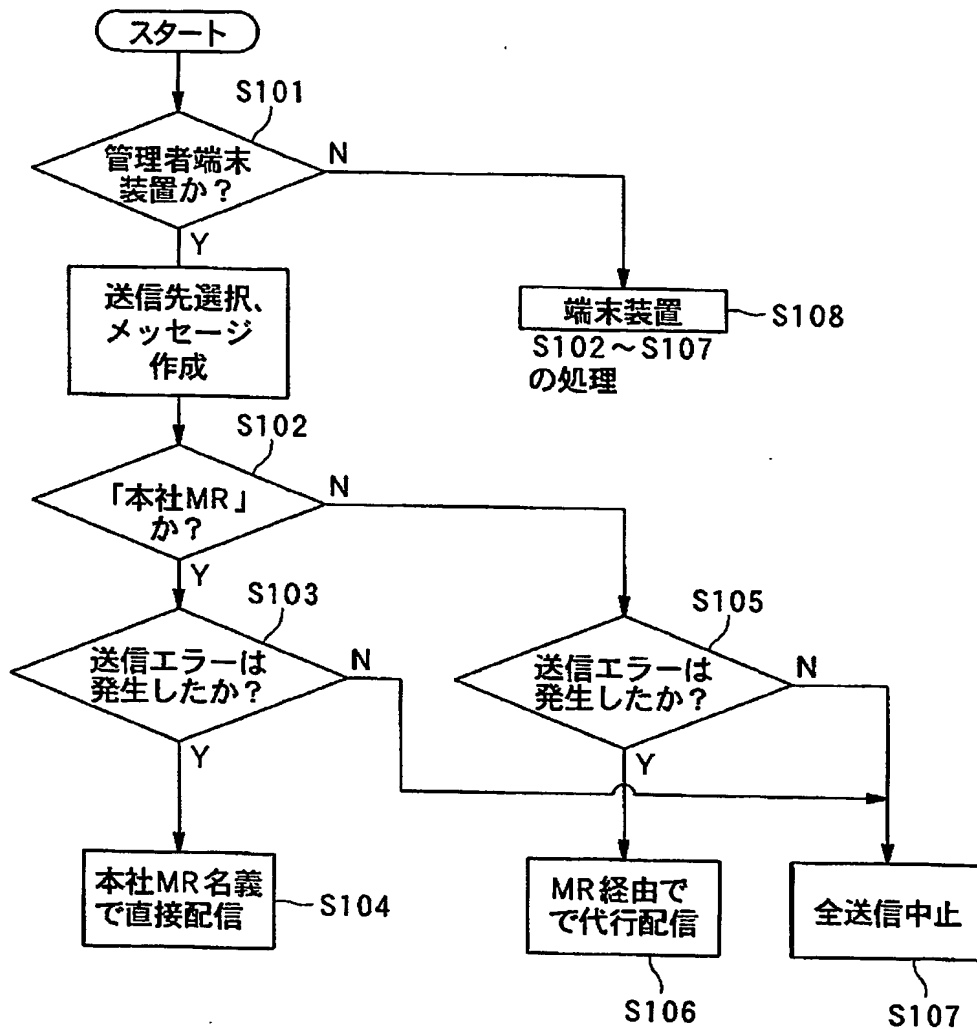 スタート
S101
管理者端末
装置か?
N
Y
送信先選択、
メッセージ
作成
端末装置
S108
S102～S107
の処理
S102
「本社MR」
か?
N
Y
S103
送信エラーは
発生したか?
N
Y
S105
送信エラーは
発生したか?
N
Y
本社MR名義
で直接配信
S104
MR経由で
で代行配信
S106
全送信中止
S107